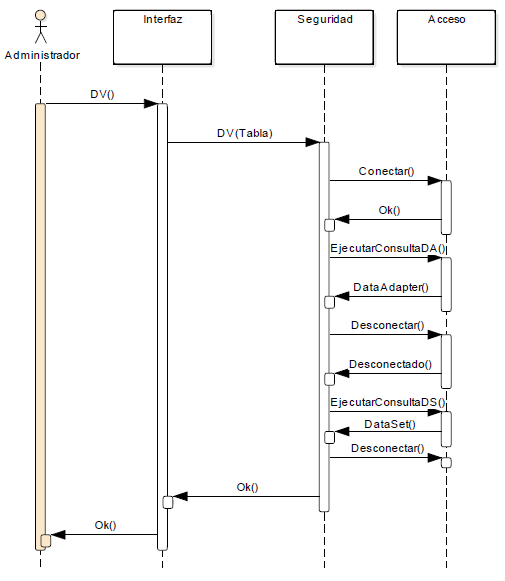 Interfaz
Seguridad
Acceso
Administrador
DV()
DV(Tabla)
Conectar()
Ok()
EjecutarConsultaDA()
DataAdapter()
Desconectar()
Desconectado()
EjecutarConsultaDS()
DataSet()
Desconectar()
Ok()
Ok()